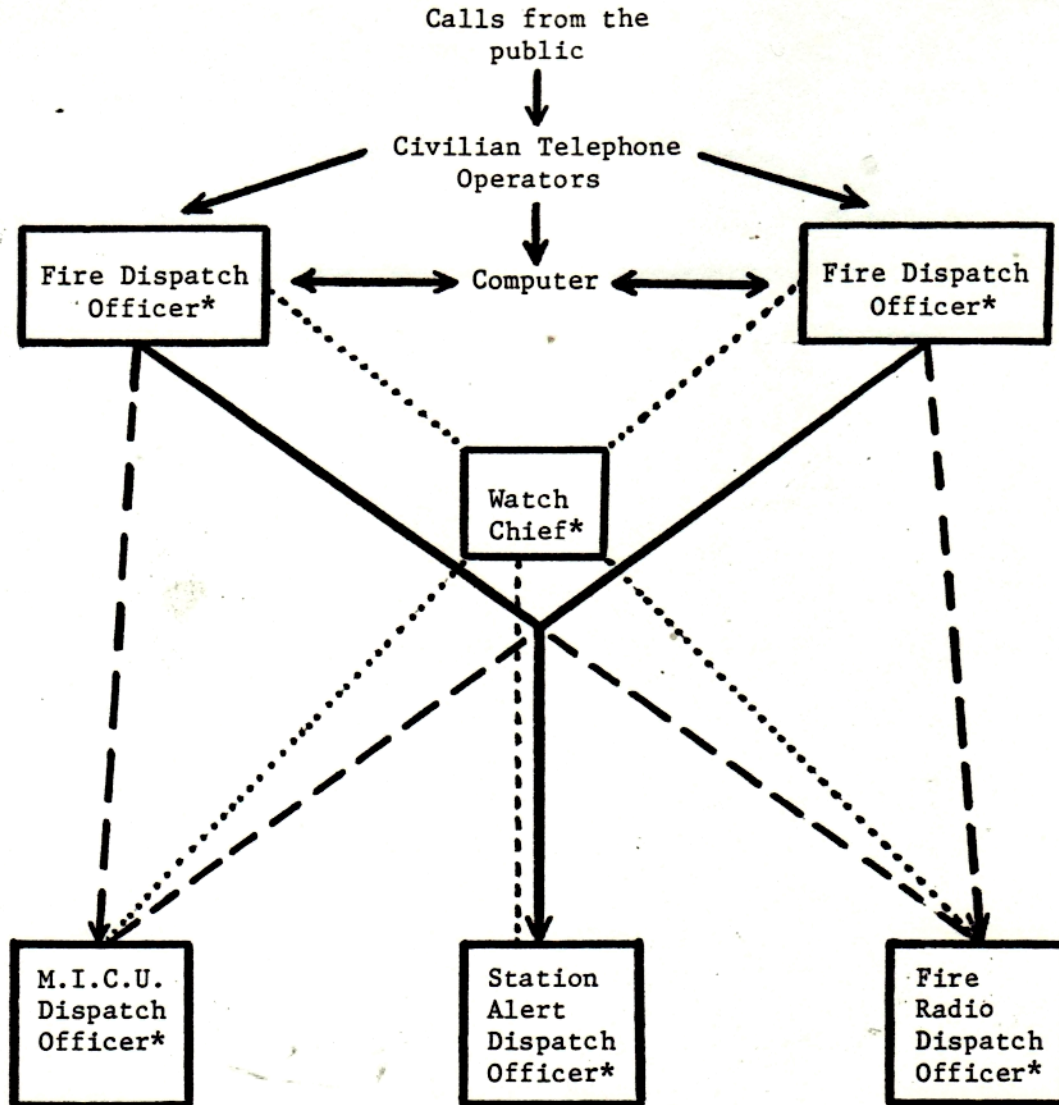 Calls from the
public
Civilian Telephone
Operators
Fire Dispatch
Officer*
Computer
Fire Dispatch
Officer*
Watch
Chief*
M.I.C.U.
Dispatch
Officer*
Station
Alert
Dispatch
Officer*
Fire
Radio
Dispatch
Officer*